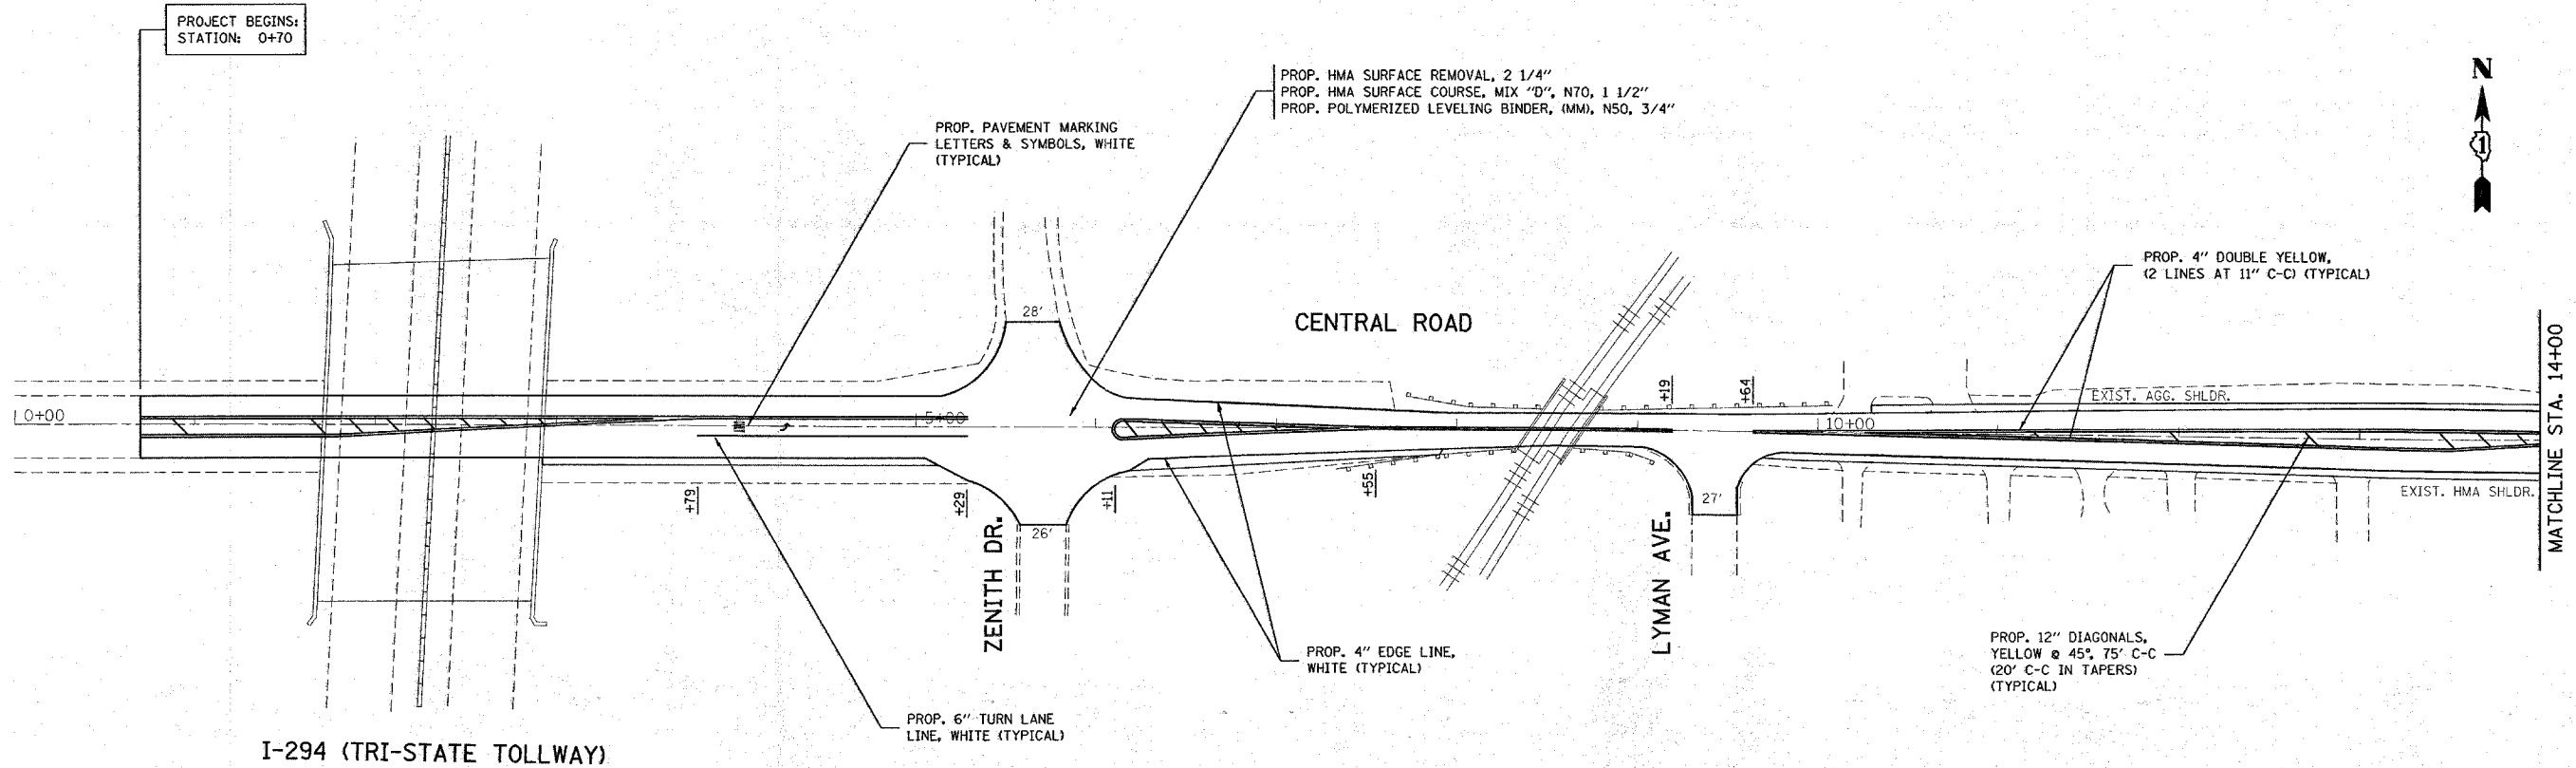 PROJECT BEGINS:
STATION: 0+70
PROP. HMA SURFACE REMOVAL, 2 1/4"
PROP. HMA SURFACE COURSE, MIX "D", N70, 1 1/2"
PROP. POLYMERIZED LEVELING BINDER, (MM), N50, 3/4"
N
1
PROP. PAVEMENT MARKING
LETTERS & SYMBOLS, WHITE
(TYPICAL)
PROP. 4" DOUBLE YELLOW,
(2 LINES AT 11" C-C) (TYPICAL)
28'
CENTRAL ROAD
+19
+64
EXIST. AGG. SHLDR.
0+00
5+00
10+00
MATCHLINE STA. 14+00
EXIST. HMA SHLDR.
+79
+29
+11
+55
27'
26'
ZENITH DR.
LYMAN AVE.
PROP. 4" EDGE LINE,
WHITE (TYPICAL)
PROP. 12" DIAGONALS,
YELLOW @ 45°, 75' C-C
(20' C-C IN TAPERS)
(TYPICAL)
PROP. 6" TURN LANE
LINE, WHITE (TYPICAL)
I-294 (TRI-STATE TOLLWAY)